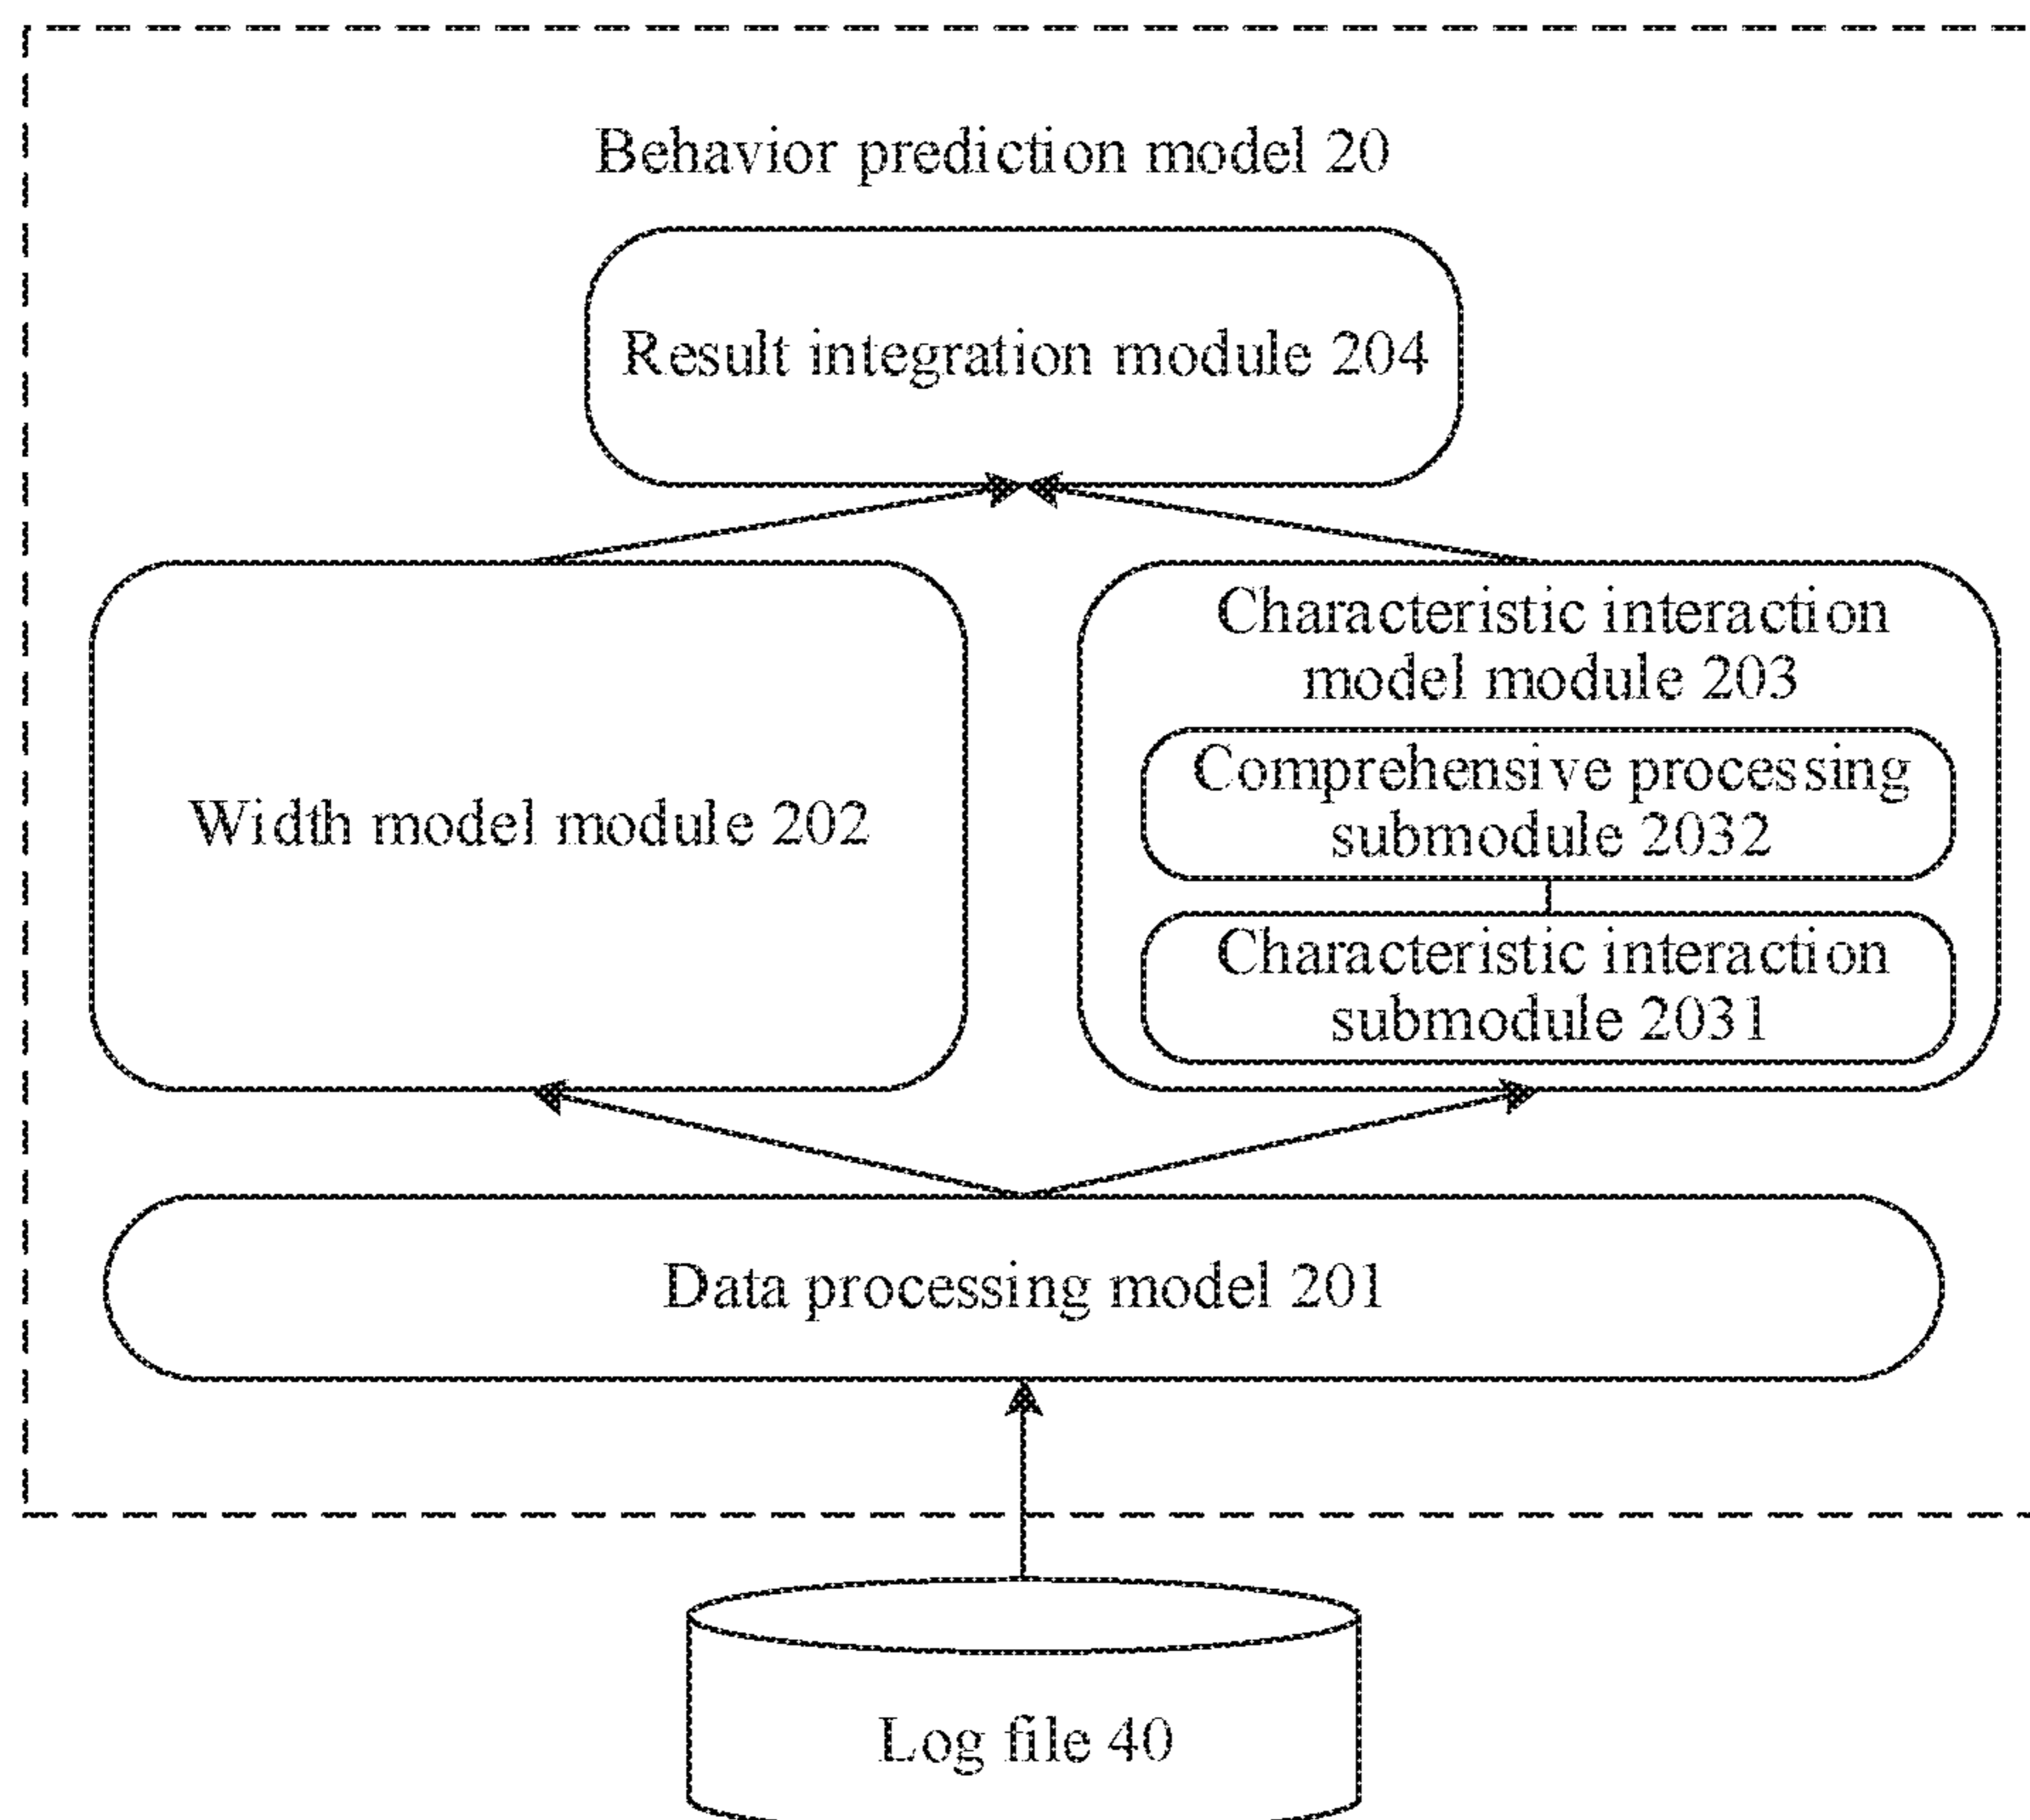 Behavior prediction model 20
Result integration module 204
Width model module 202
Characteristic interaction
model module 203
Comprehensive processing
submodule 2032
Characteristic interaction
submodule 2031
Data processing model 201
Log file 40